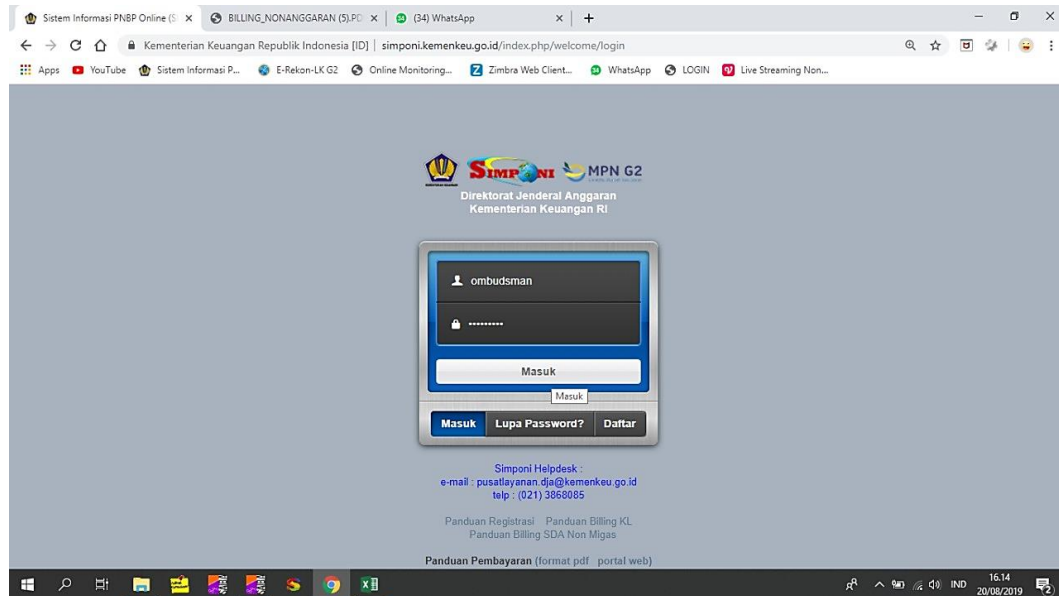 Sistem Informasi PNBP Online (S
BILLING_NONANGGARAN (5).PD
(34) WhatsApp
Kementerian Keuangan Republik Indonesia [ID] | simponi.kemenkeu.go.id/index.php/welcome/login
Apps YouTube Sistem Informasi P... E-Rekon-LK G2 Online Monitoring... Zimbra Web Client... WhatsApp LOGIN Live Streaming Non...
SIMPONI MPN G2
Direktorat Jenderal Anggaran
Kementerian Keuangan RI
ombudsman
Masuk
Masuk
Masuk Lupa Password? Daftar
Simponi Helpdesk :
e-mail : pusatlayanan.dja@kemenkeu.go.id
telp : (021) 3868085
Panduan Registrasi Panduan Billing KL
Panduan Billing SDA Non Migas
Panduan Pembayaran (format pdf portal web)
IND
16.14
20/08/2019